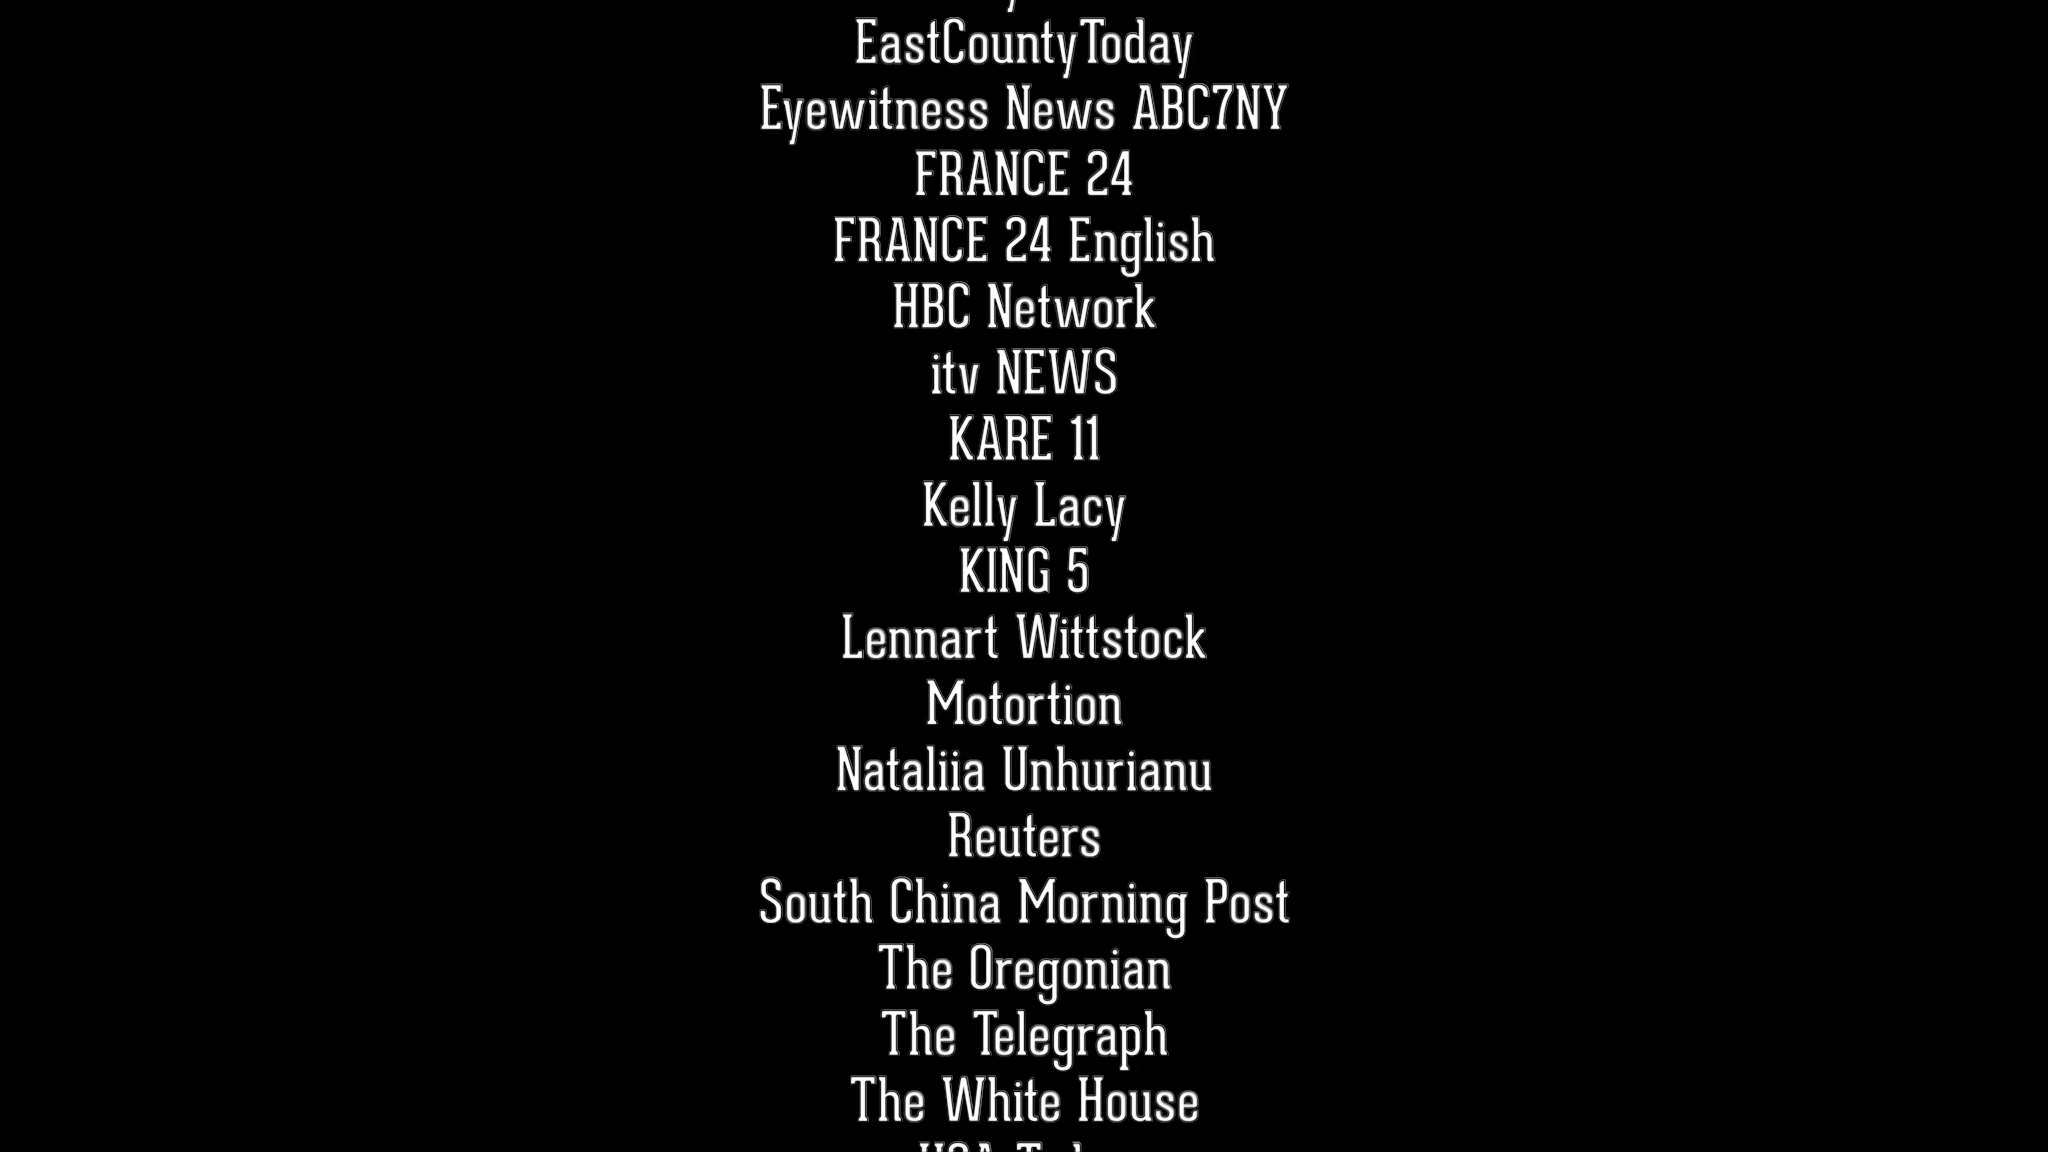 EastCountyToday
Eyewitness News ABC7NY
FRANCE 24
FRANCE 24 English
HBC Network
itv NEWS
KARE 11
Kelly Lacy
KING 5
Lennart Wittstock
Motortion
Nataliia Unhurianu
Reuters
South China Morning Post
The Oregonian
The Telegraph
The White House